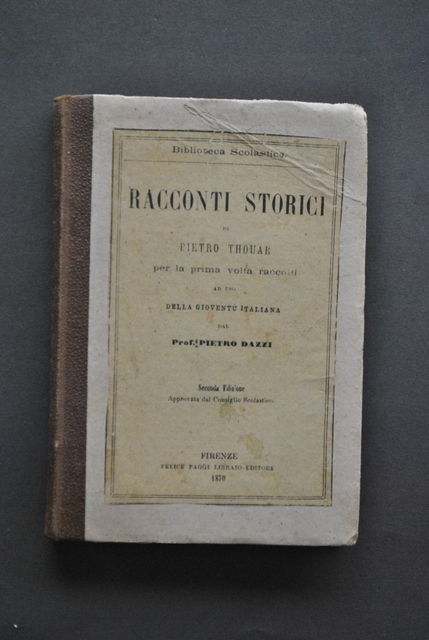 Biblioteca Scolastica.
RACCONTI STORICI
DI
PIETRO THOUAR
per la prima volta raccolti
AD USO
DELLA GIOVENTÙ ITALIANA
DAL
Prof. PIETRO DAZZI
Seconda Edizione
Approvata dal Consiglio Scolastico
FIRENZE
FELICE PAGGI LIBRAIO-EDITORE
1870